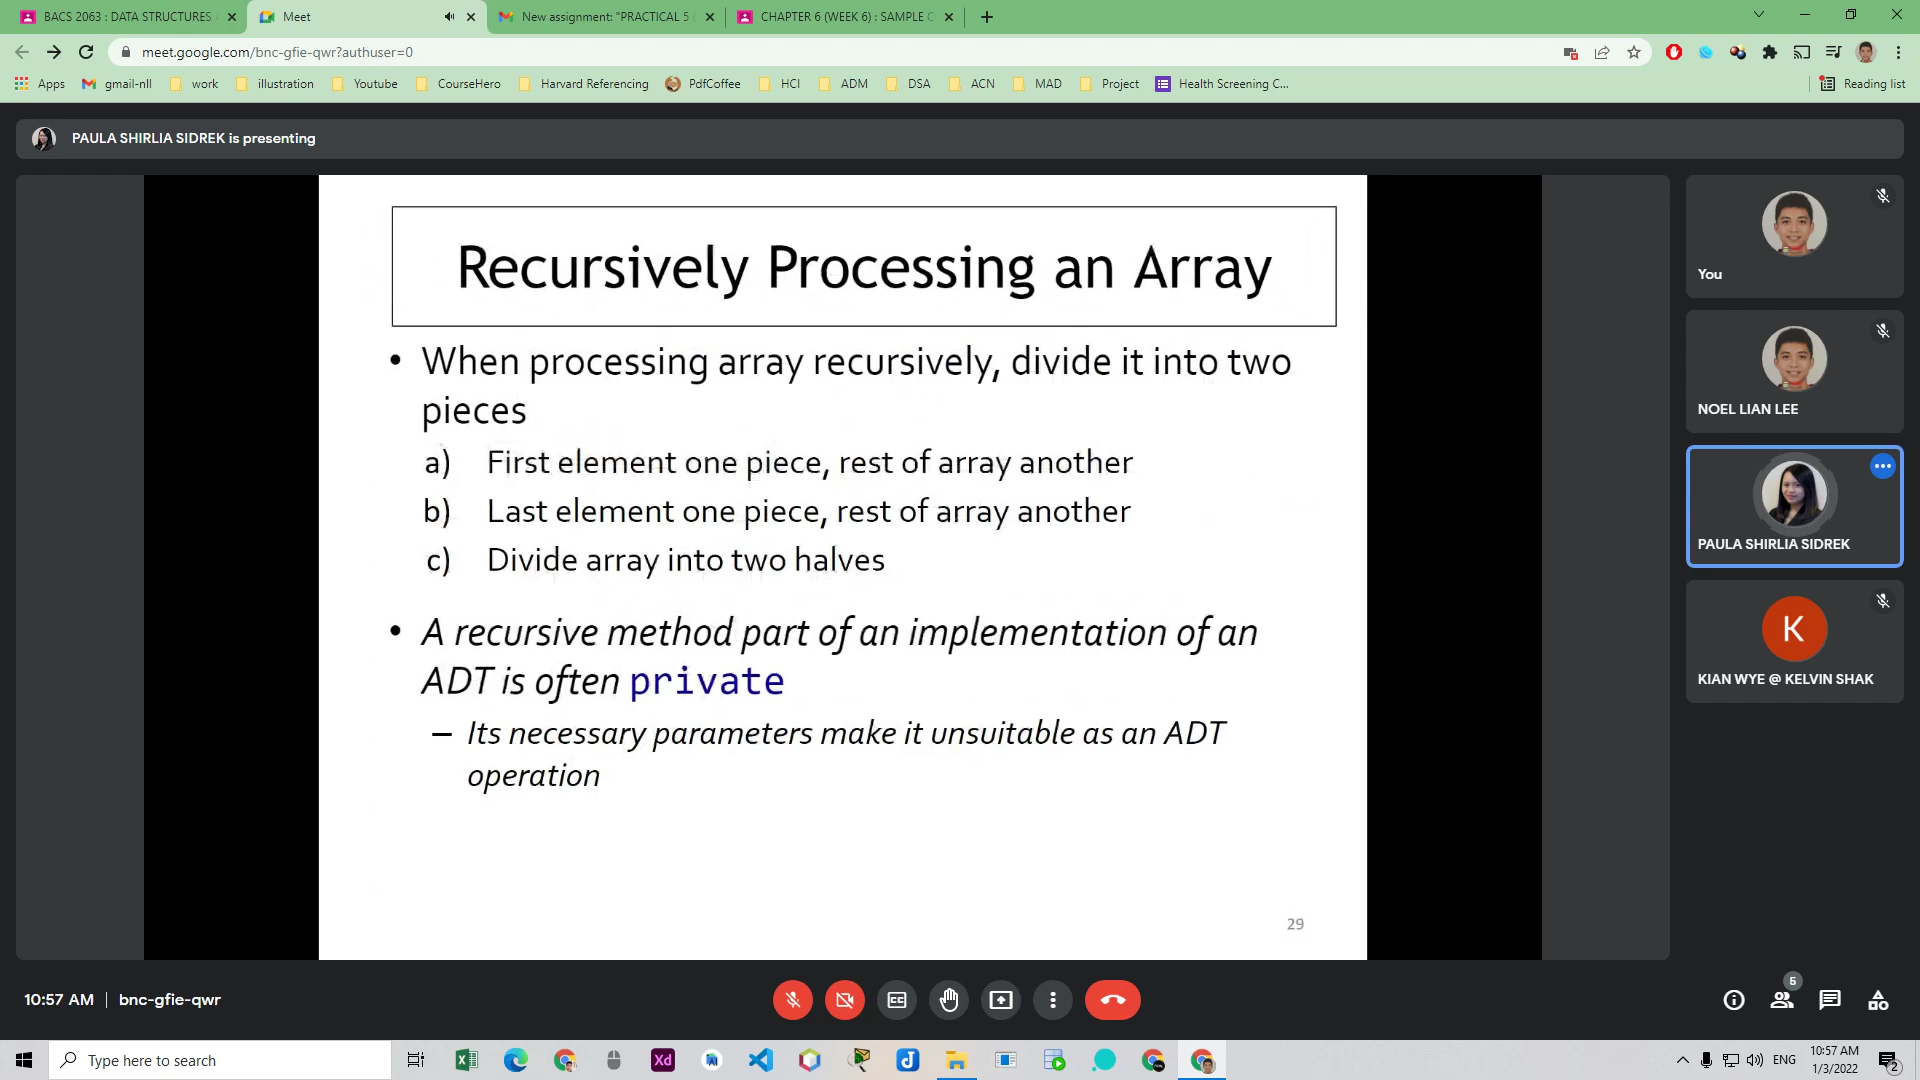 BACS 2063 : DATA STRUCTURES
Meet
New assignment: "PRACTICAL 5 (
CHAPTER 6 (WEEK 6) : SAMPLE C
meet.google.com/bnc-gfie-qwr?authuser=0
Apps
gmail-nll
work
illustration
Youtube
CourseHero
Harvard Referencing
PdfCoffee
HCI
ADM
DSA
ACN
MAD
Project
Health Screening C...
Reading list
PAULA SHIRLIA SIDREK is presenting
Recursively Processing an Array
• When processing array recursively, divide it into two
pieces
a) First element one piece, rest of array another
b) Last element one piece, rest of array another
c) Divide array into two halves
• A recursive method part of an implementation of an
ADT is often private
– Its necessary parameters make it unsuitable as an ADT
operation
29
You
NOEL LIAN LEE
PAULA SHIRLIA SIDREK
K
KIAN WYE @ KELVIN SHAK
10:57 AM | bnc-gfie-qwr
5
Type here to search
Xd
ENG
10:57 AM
1/3/2022
2